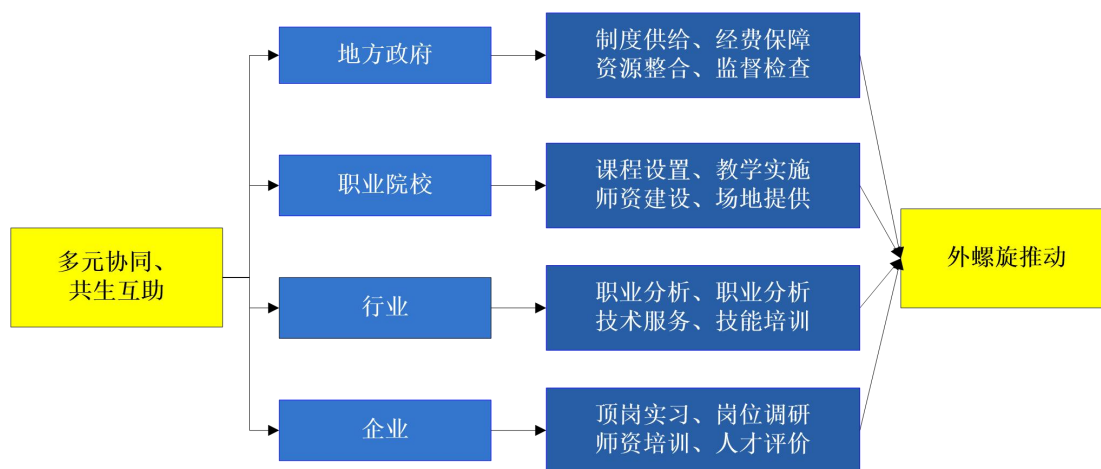 地方政府
制度供给、经费保障
资源整合、监督检查
职业院校
课程设置、教学实施
师资建设、场地提供
多元协同、
共生互助
外螺旋推动
行业
职业分析、职业分析
技术服务、技能培训
企业
顶岗实习、岗位调研
师资培训、人才评价